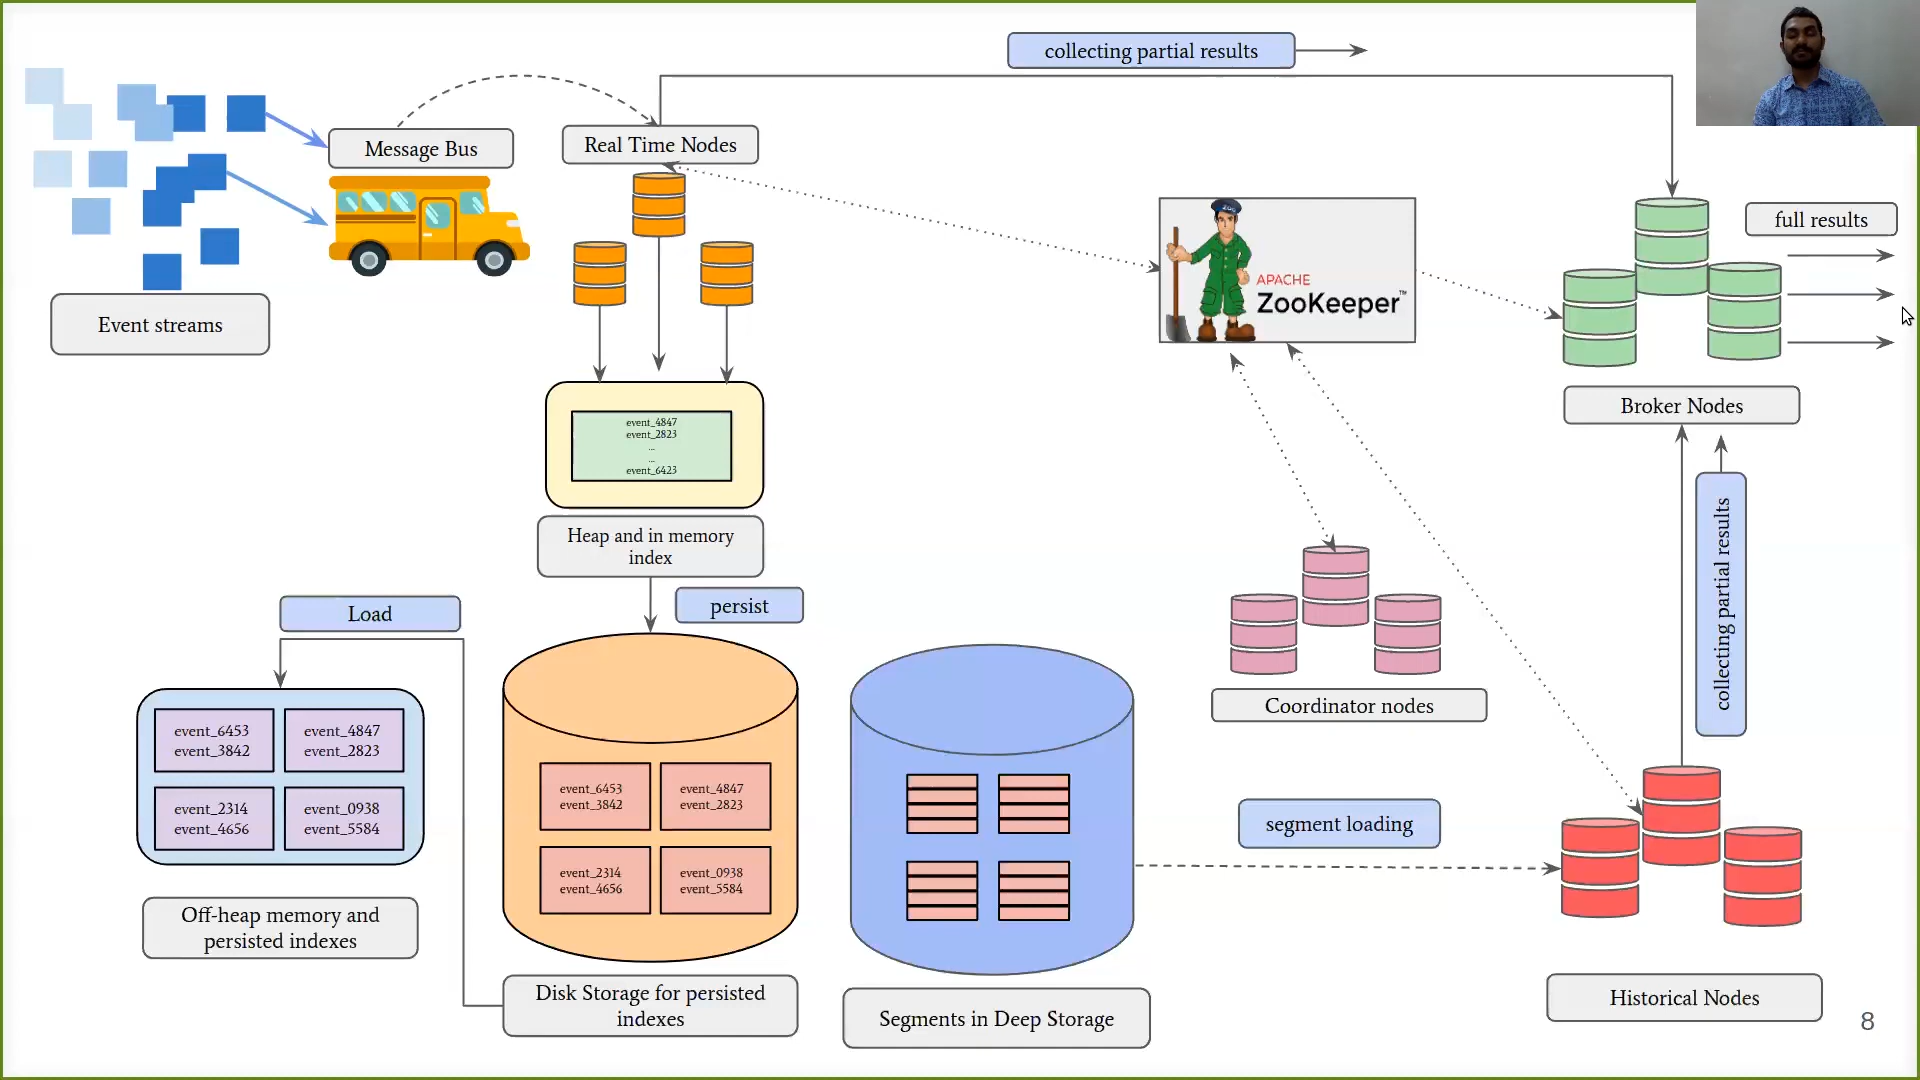 collecting partial results
Message Bus
Real Time Nodes
Event streams
APACHE
ZooKeeper™
full results
Broker Nodes
event_4847
event_2823
...
...
event_6423
Heap and in memory
index
persist
Load
collecting partial results
Coordinator nodes
event_6453
event_3842
event_4847
event_2823
event_2314
event_4656
event_0938
event_5584
Off-heap memory and
persisted indexes
event_6453
event_3842
event_4847
event_2823
event_2314
event_4656
event_0938
event_5584
Disk Storage for persisted
indexes
Segments in Deep Storage
segment loading
Historical Nodes
8